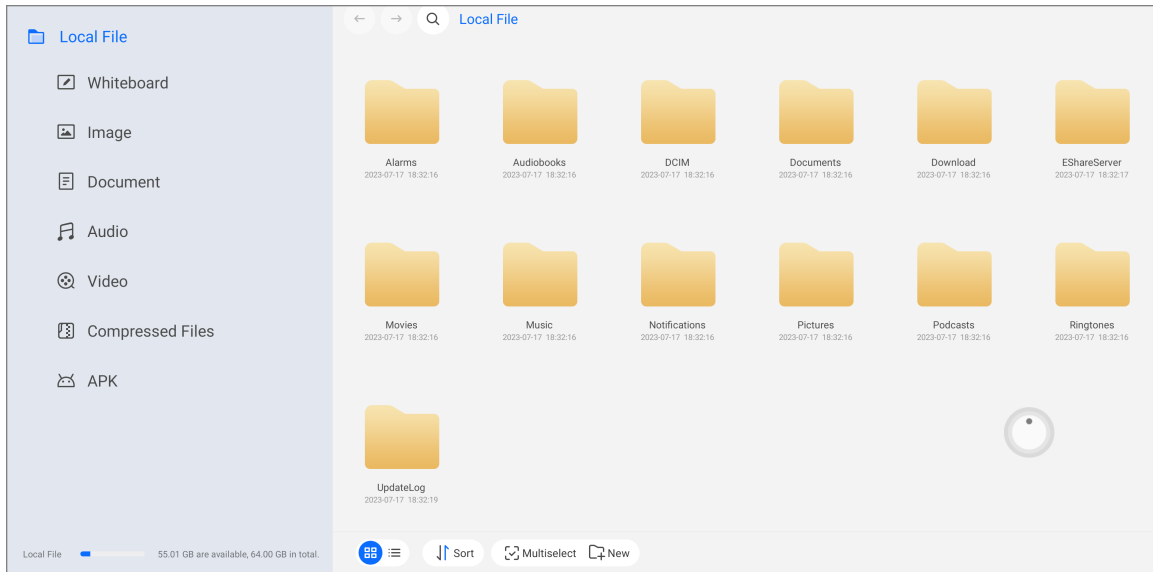 Local File
Local File
Whiteboard
Image
Document
Audio
Video
Compressed Files
APK
Alarms
2023-07-17 18:32:16
Audiobooks
2023-07-17 18:32:16
DCIM
2023-07-17 18:32:16
Documents
2023-07-17 18:32:16
Download
2023-07-17 18:32:16
EShareServer
2023-07-17 18:32:17
Movies
2023-07-17 18:32:16
Music
2023-07-17 18:32:16
Notifications
2023-07-17 18:32:16
Pictures
2023-07-17 18:32:16
Podcasts
2023-07-17 18:32:16
Ringtones
2023-07-17 18:32:16
UpdateLog
2023-07-17 18:32:19
Local File 55.01 GB are available, 64.00 GB in total.
Sort Multiselect New